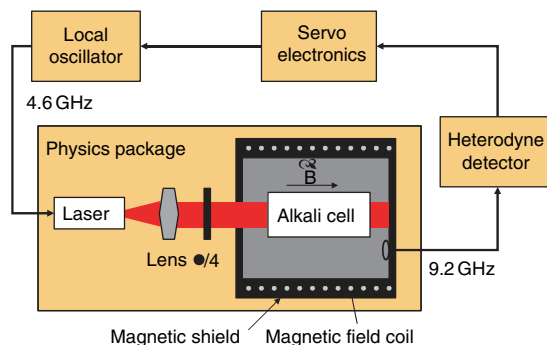 Local
oscillator
Servo
electronics
4.6 GHz
Heterodyne
detector
Physics package
B
Laser
Alkali cell
Lens ●/4
9.2 GHz
Magnetic shield
Magnetic field coil